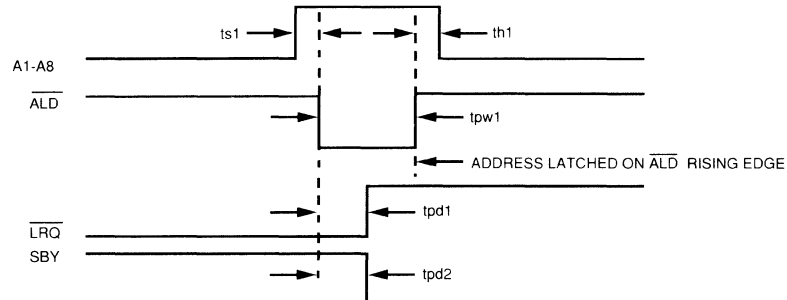 ts1
th1
A1-A8
ALD
tpw1
ADDRESS LATCHED ON ALD RISING EDGE
tpd1
LRQ
SBY
tpd2